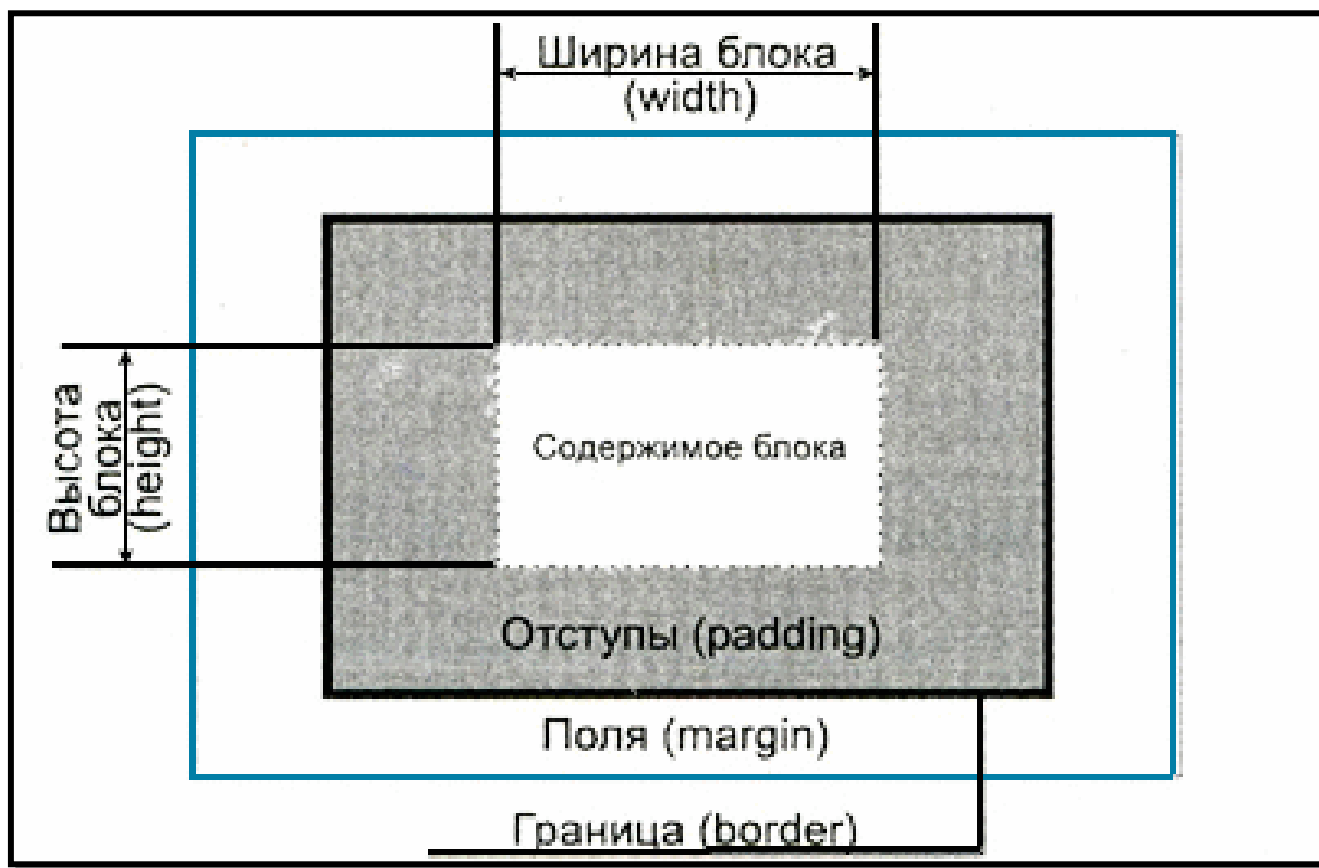 Ширина блока
(width)
Высота
блока
(height)
Содержимое блока
Отступы (padding)
Поля (margin)
Граница (border)